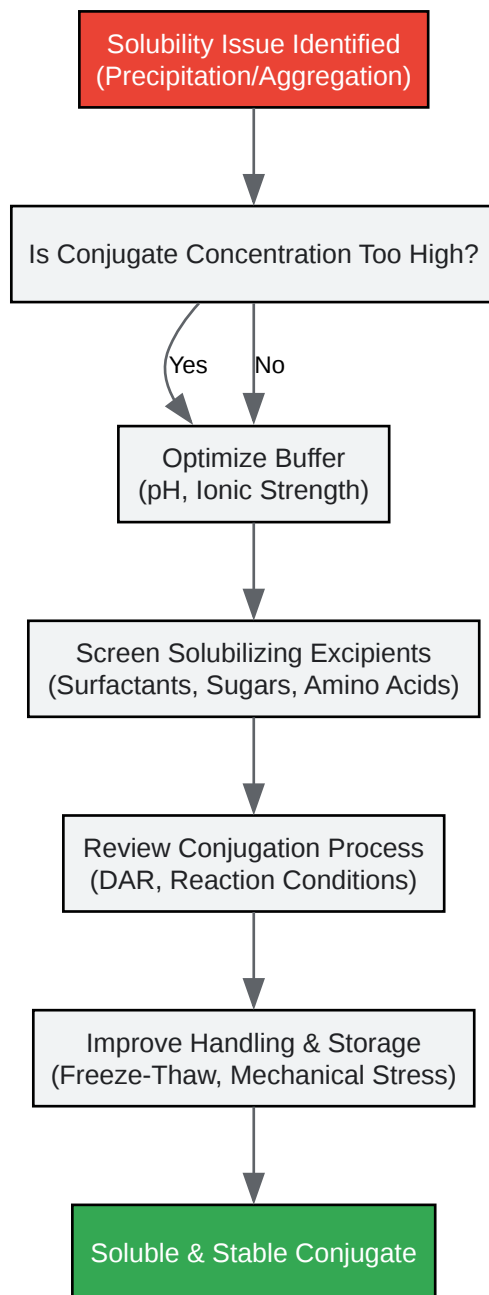 Solubility Issue Identified
(Precipitation/Aggregation)
Is Conjugate Concentration Too High?
Yes
No
Optimize Buffer
(pH, Ionic Strength)
Screen Solubilizing Excipients
(Surfactants, Sugars, Amino Acids)
Review Conjugation Process
(DAR, Reaction Conditions)
Improve Handling & Storage
(Freeze-Thaw, Mechanical Stress)
Soluble & Stable Conjugate